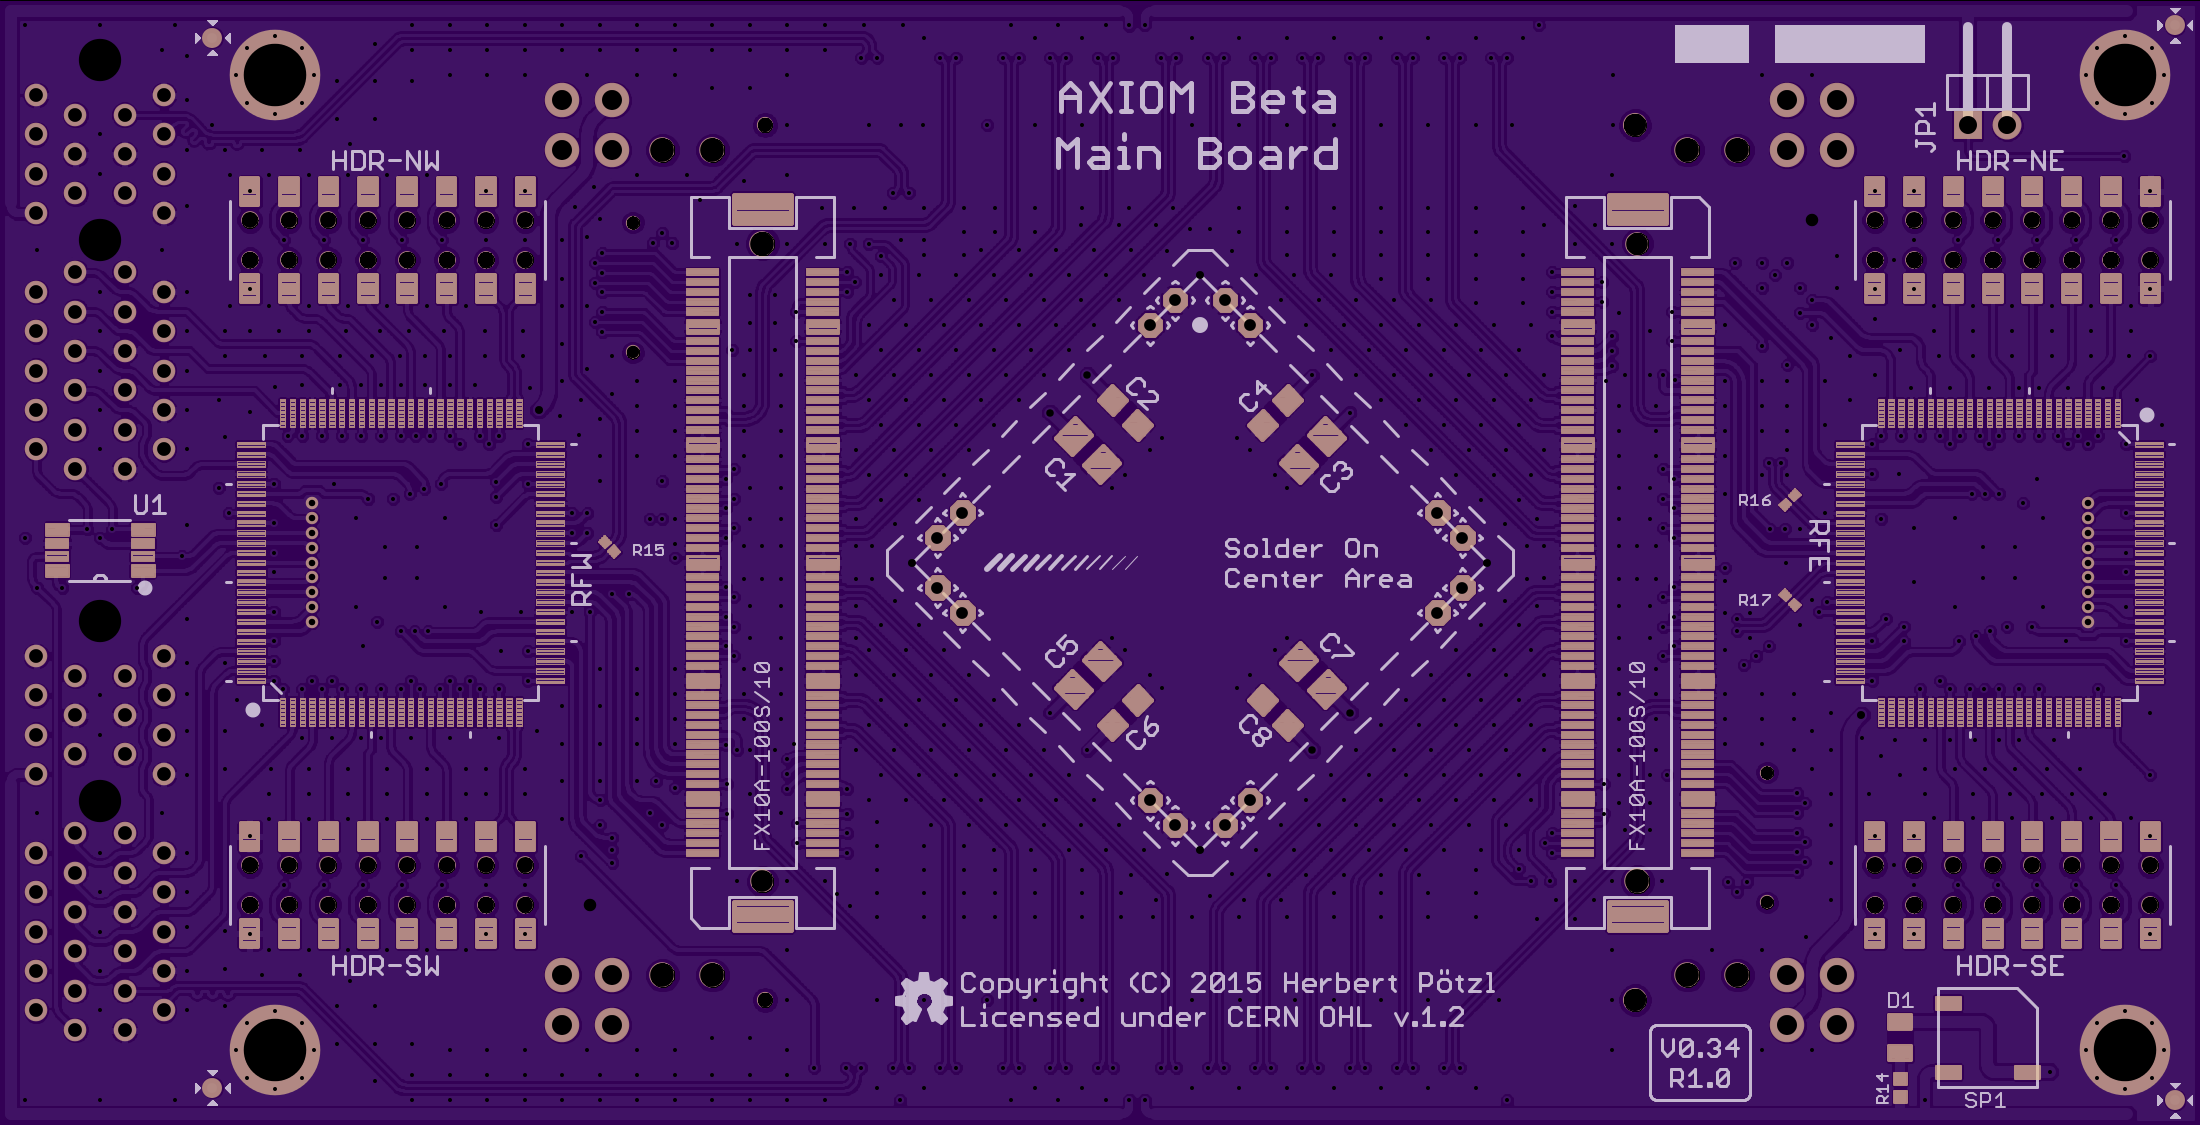 AXIOM Beta
Main Board
JP1
HDR-NW
HDR-NE
C2
C4
C1
C3
U1
R15
R16
RFW
RFE
Solder On
Center Area
R17
C5
C7
C6
C8
FX10A-100S/10
FX10A-100S/10
HDR-SW
HDR-SE
Copyright (C) 2015 Herbert Pötzl
Licensed under CERN OHL v.1.2
V0.34
R1.0
D1
R14
SP1